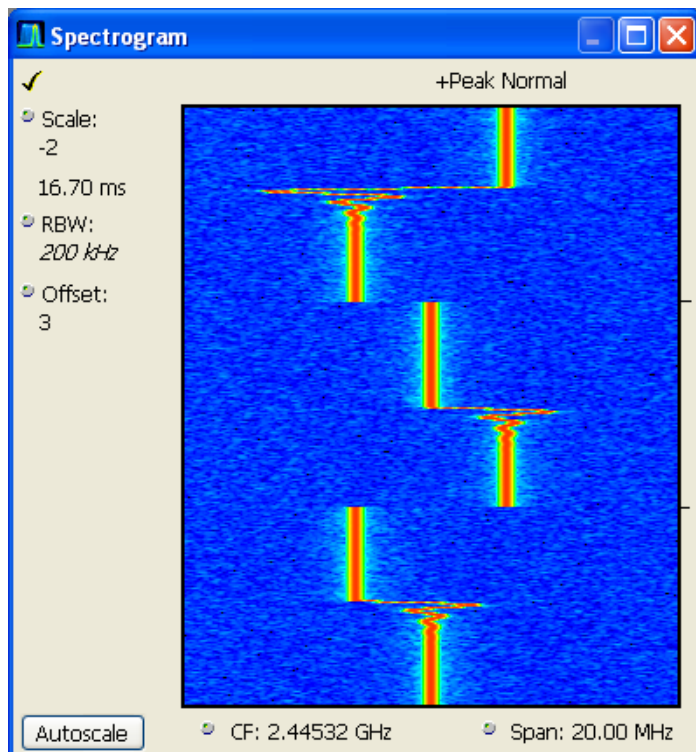 Spectrogram
+Peak Normal
Scale:
-2
16.70 ms
RBW:
200 kHz
Offset:
3
Autoscale
CF: 2.44532 GHz
Span: 20.00 MHz